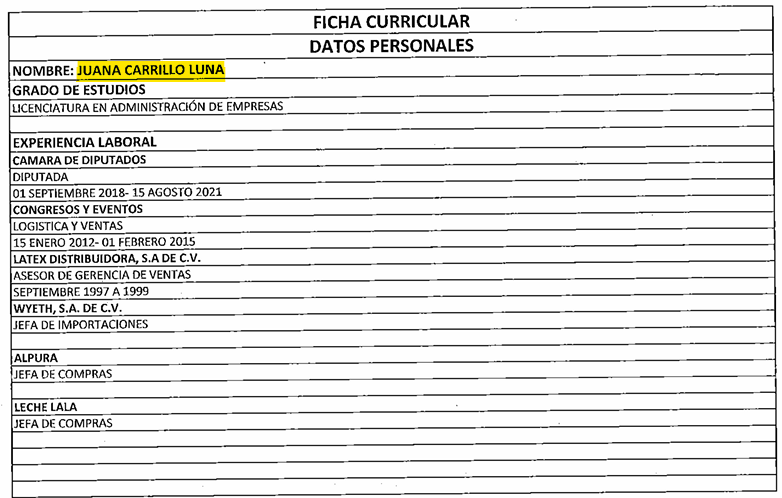 FICHA CURRICULAR
DATOS PERSONALES
NOMBRE: JUANA CARRILLO LUNA
GRADO DE ESTUDIOS
LICENCIATURA EN ADMINISTRACIÓN DE EMPRESAS
EXPERIENCIA LABORAL
CAMARA DE DIPUTADOS
DIPUTADA
01 SEPTIEMBRE 2018- 15 AGOSTO 2021
CONGRESOS Y EVENTOS
LOGISTICA Y VENTAS
15 ENERO 2012- 01 FEBRERO 2015
LATEX DISTRIBUIDORA, S.A DE C.V.
ASESOR DE GERENCIA DE VENTAS
SEPTIEMBRE 1997 A 1999
WYETH, S.A. DE C.V.
JEFA DE IMPORTACIONES
ALPURA
JEFA DE COMPRAS
LECHE LALA
JEFA DE COMPRAS